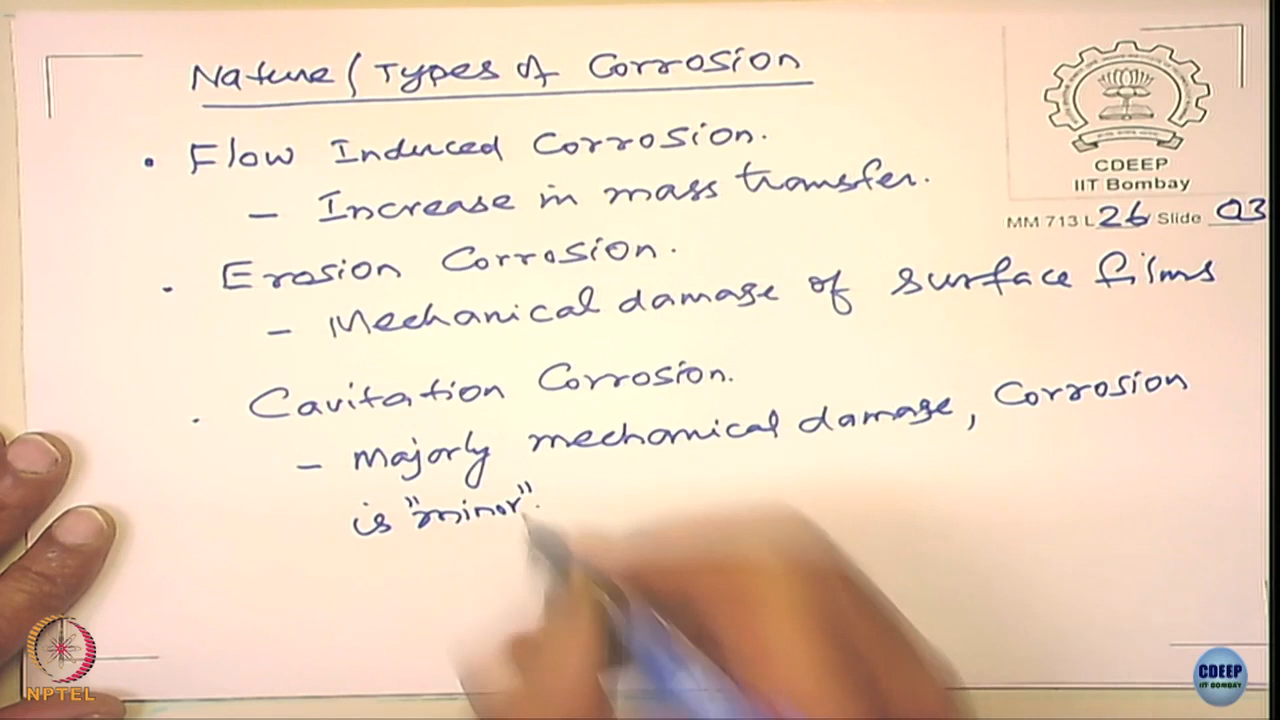 Nature / Types of Corrosion
• Flow Induced Corrosion.
– Increase in mass transfer.
• Erosion Corrosion.
– Mechanical damage of surface films
• Cavitation Corrosion.
– Majorly mechanical damage, Corrosion
is "minor".
CDEEP
IIT Bombay
MM 713 L 26 Slide 03
NPTEL
CDEEP
IIT BOMBAY